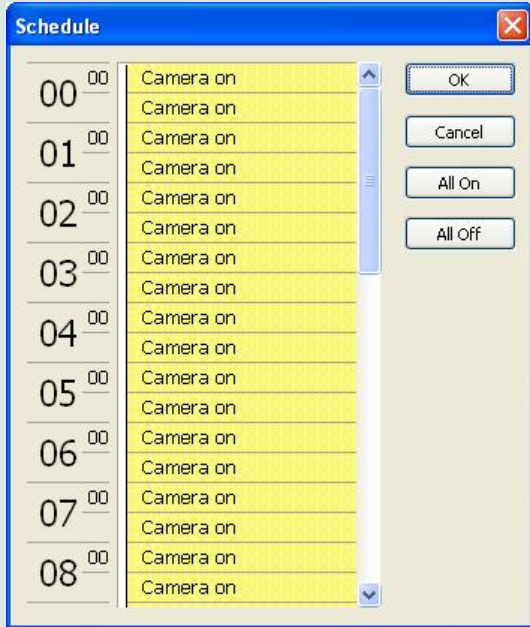 Schedule
00 00 Camera on OK
Camera on
01 00 Camera on Cancel
Camera on
02 00 Camera on All On
Camera on All Off
03 00 Camera on
Camera on
04 00 Camera on
Camera on
05 00 Camera on
Camera on
06 00 Camera on
Camera on
07 00 Camera on
Camera on
08 00 Camera on
Camera on